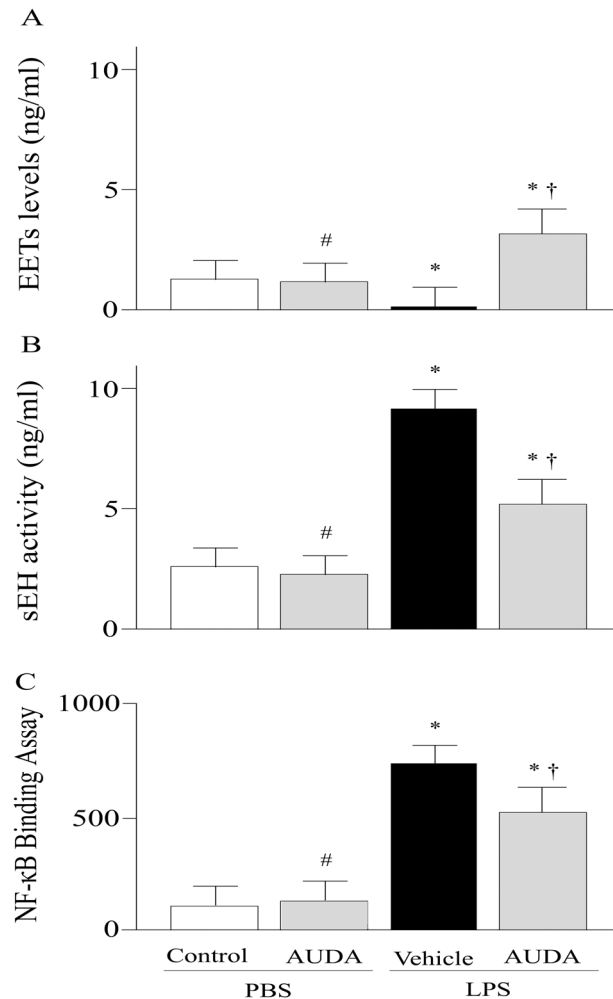 A
EETs levels (ng/ml)
10
5
0
#
*
* †
B
sEH activity (ng/ml)
10
5
0
#
*
* †
C
NF-κB Binding Assay
1000
500
0
#
*
* †
Control AUDA Vehicle AUDA
PBS LPS